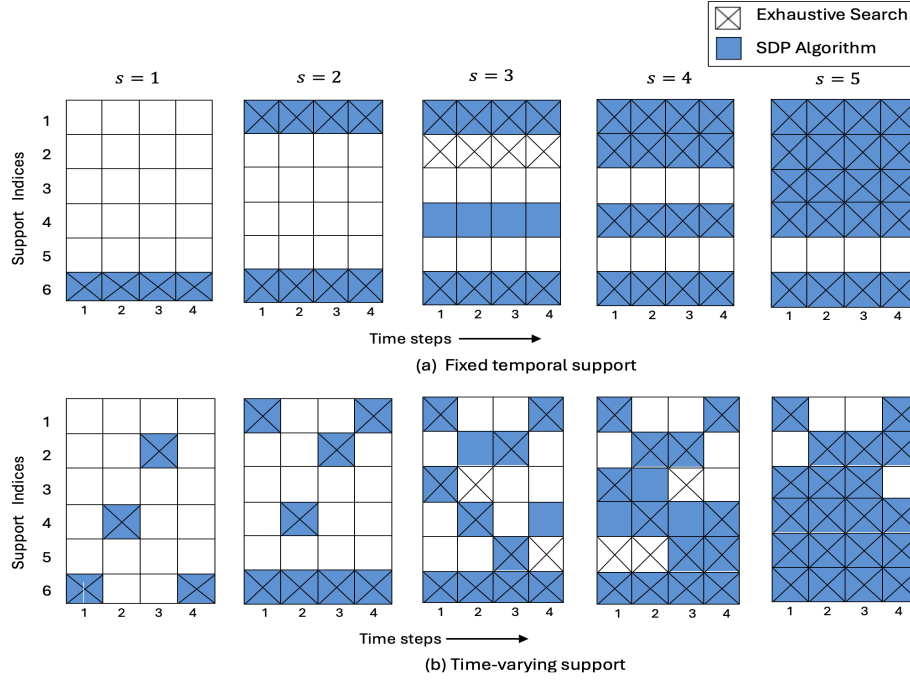 Exhaustive Search
SDP Algorithm
s = 1 s = 2 s = 3 s = 4 s = 5
Support Indices
1
2
3
4
5
6
1 2 3 4 1 2 3 4 1 2 3 4 1 2 3 4 1 2 3 4
Time steps
(a) Fixed temporal support
Support Indices
1
2
3
4
5
6
1 2 3 4 1 2 3 4 1 2 3 4 1 2 3 4 1 2 3 4
Time steps
(b) Time-varying support